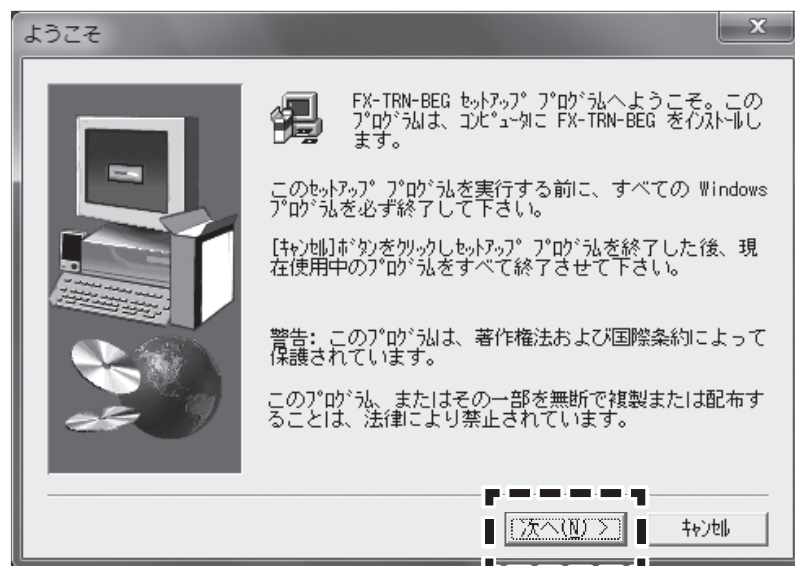 ようこそ
FX-TRN-BEG ｾｯﾄｱｯﾌﾟ ﾌﾟﾛｸﾞﾗﾑへようこそ。この
ﾌﾟﾛｸﾞﾗﾑは、ｺﾝﾋﾟｭｰﾀに FX-TRN-BEG をｲﾝｽﾄｰﾙし
ます。
このｾｯﾄｱｯﾌﾟ ﾌﾟﾛｸﾞﾗﾑを実行する前に、すべての Windows
ﾌﾟﾛｸﾞﾗﾑを必ず終了して下さい。
[ｷｬﾝｾﾙ]ﾎﾞﾀﾝをｸﾘｯｸしｾｯﾄｱｯﾌﾟ ﾌﾟﾛｸﾞﾗﾑを終了した後、現
在使用中のﾌﾟﾛｸﾞﾗﾑをすべて終了させて下さい。
警告: このﾌﾟﾛｸﾞﾗﾑは、著作権法および国際条約によって
保護されています。
このﾌﾟﾛｸﾞﾗﾑ、またはその一部を無断で複製または配布す
ることは、法律により禁止されています。
次へ(N) > ｷｬﾝｾﾙ